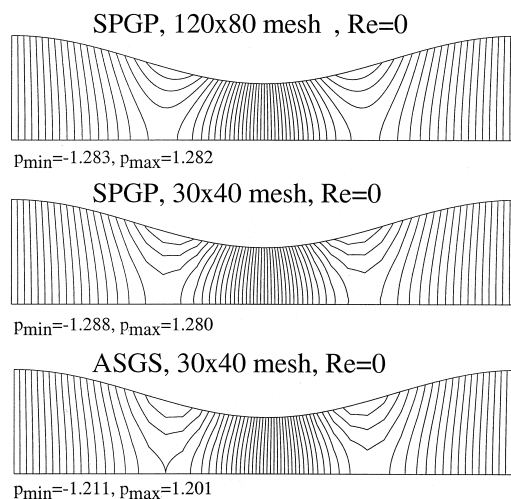 SPGP, 120x80 mesh , Re=0
pmin=-1.283, pmax=1.282
SPGP, 30x40 mesh, Re=0
pmin=-1.288, pmax=1.280
ASGS, 30x40 mesh, Re=0
pmin=-1.211, pmax=1.201